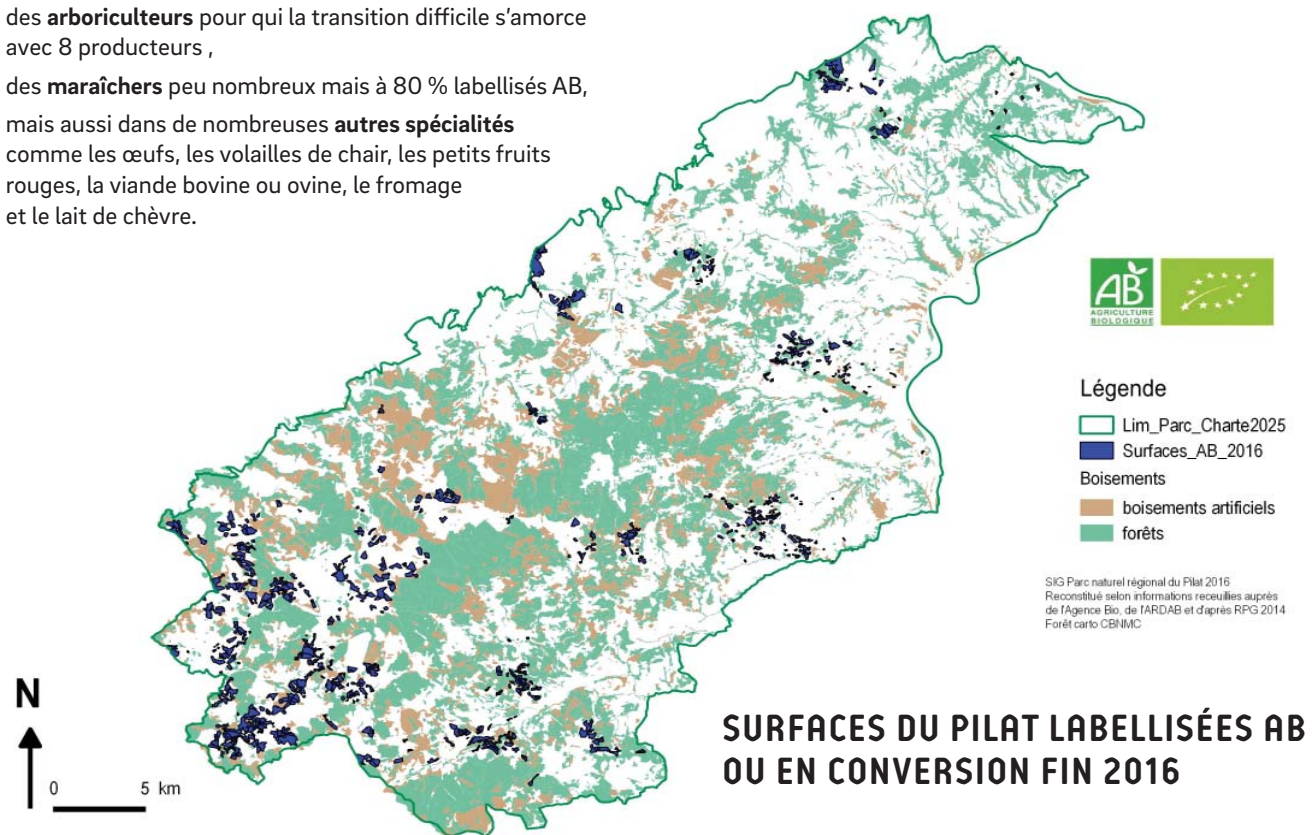 des arboriculteurs pour qui la transition difficile s’amorce
avec 8 producteurs ,
des maraîchers peu nombreux mais à 80 % labellisés AB,
mais aussi dans de nombreuses autres spécialités
comme les œufs, les volailles de chair, les petits fruits
rouges, la viande bovine ou ovine, le fromage
et le lait de chèvre.
AB
AGRICULTURE
BIOLOGIQUE
Légende
Lim_Parc_Charte2025
Surfaces_AB_2016
Boisements
boisements artificiels
forêts
SIG Parc naturel régional du Pilat 2016
Reconstitué selon informations receuillies auprès
de l'Agence Bio, de l'ARDAB et d'après RPG 2014
Forêt carto CBNMC
N
0 5 km
SURFACES DU PILAT LABELLISÉES AB
OU EN CONVERSION FIN 2016